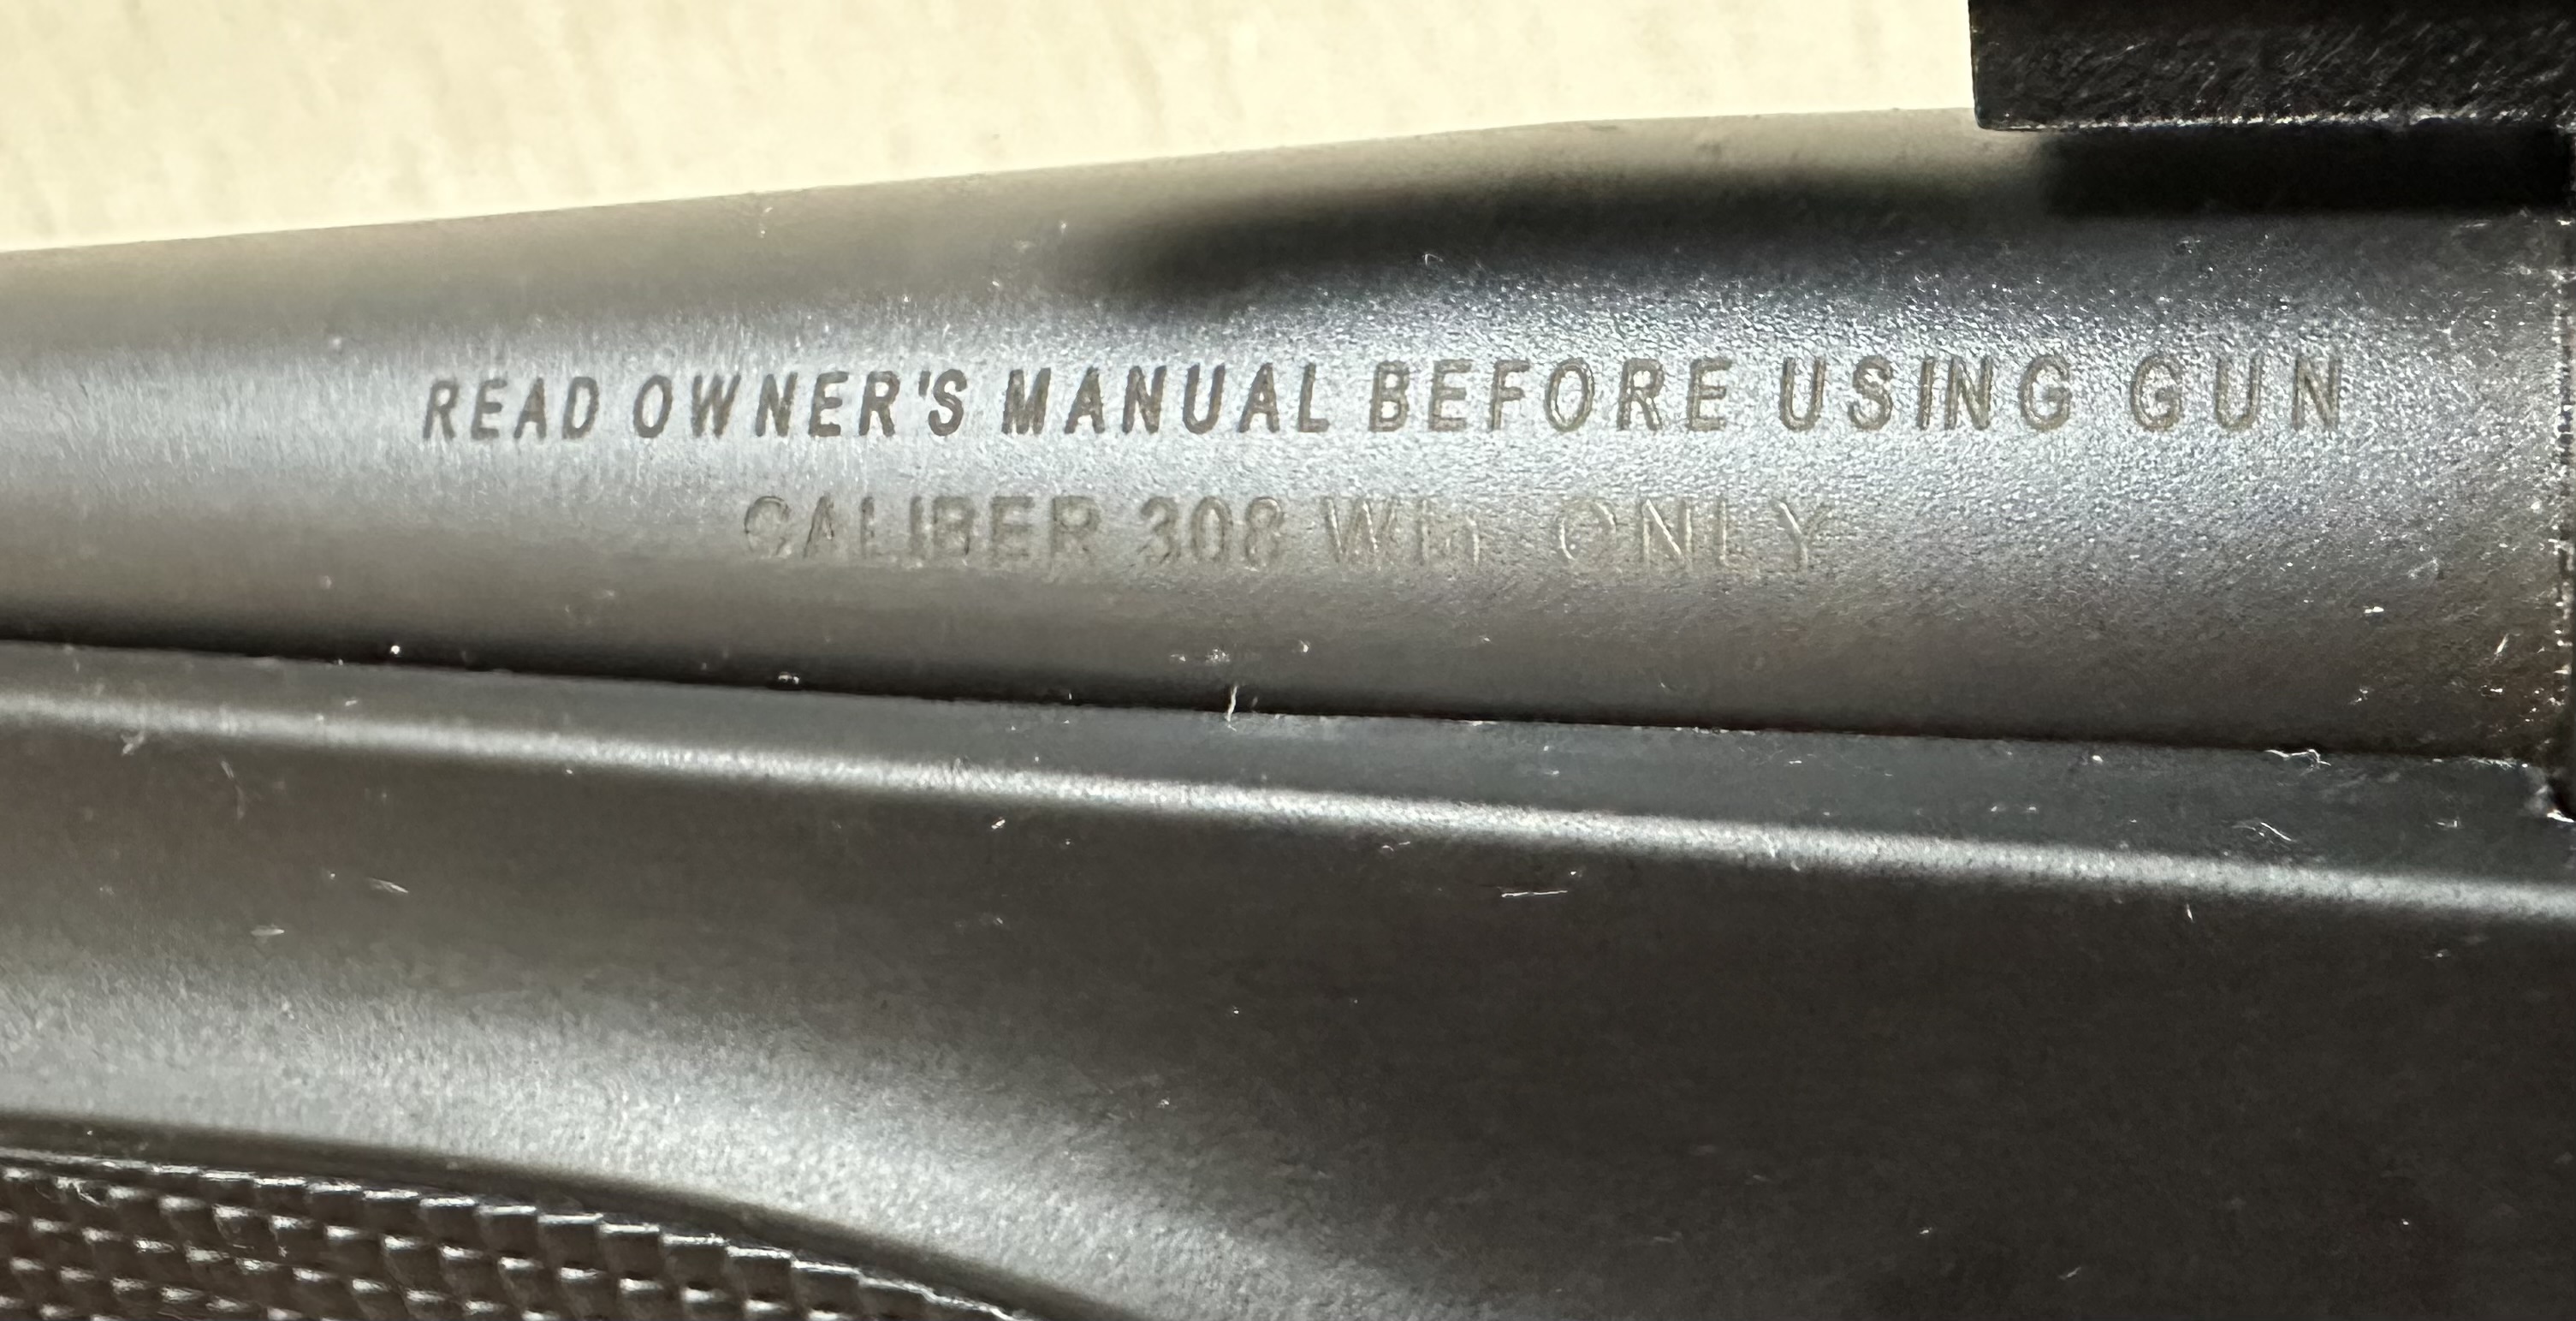 READ OWNER'S MANUAL BEFORE USING GUN
CALIBER 308 Win ONLY